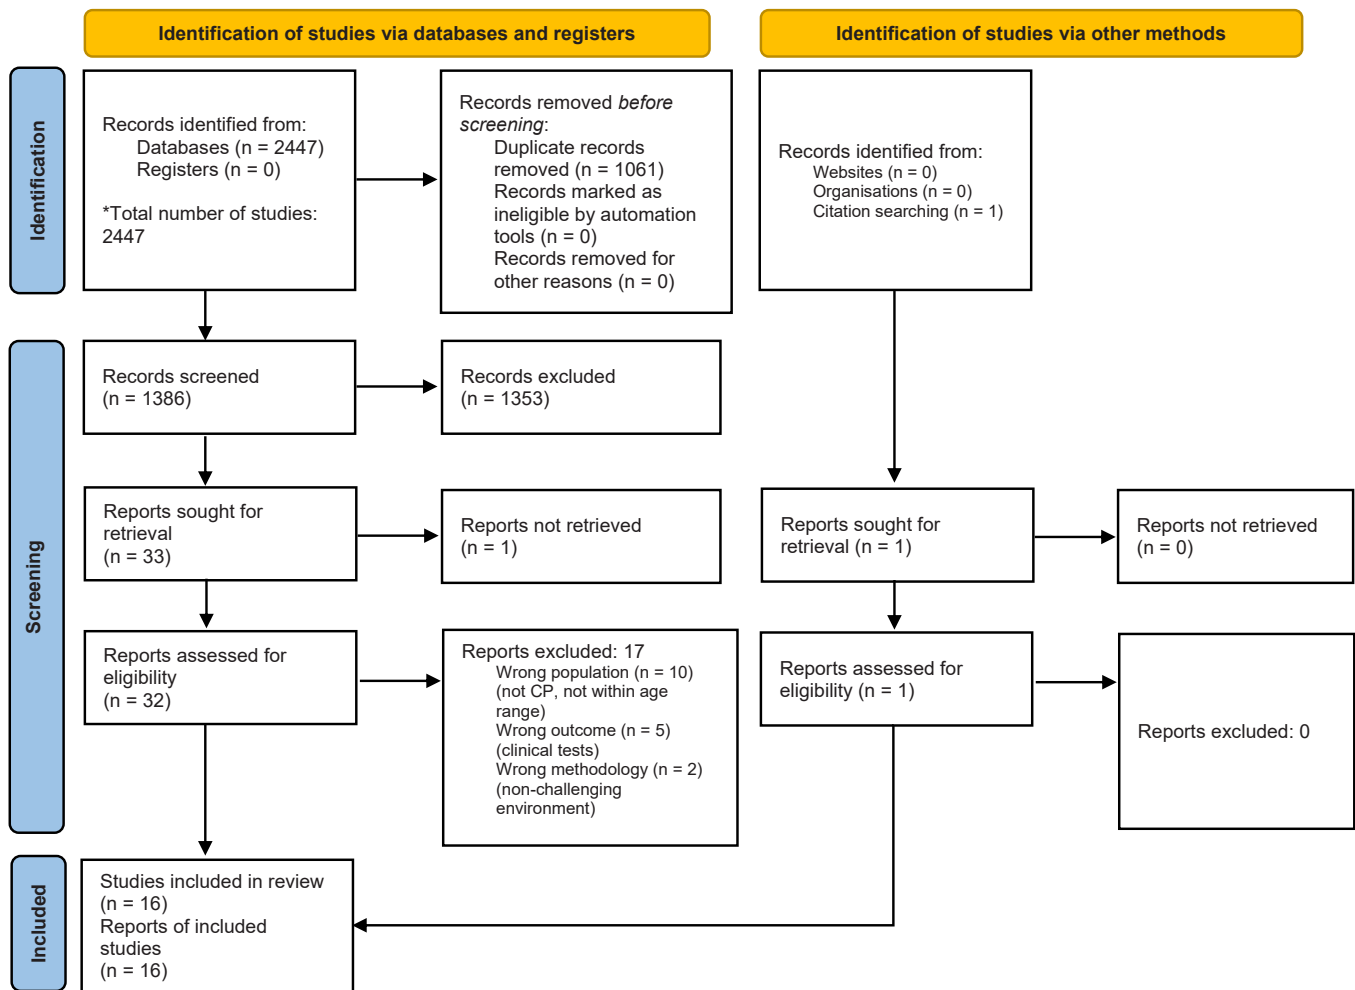 Identification of studies via databases and registers
Identification of studies via other methods
Identification
Records identified from:
Databases (n = 2447)
Registers (n = 0)
*Total number of studies:
2447
Records removed before
screening:
Duplicate records
removed (n = 1061)
Records marked as
ineligible by automation
tools (n = 0)
Records removed for
other reasons (n = 0)
Records identified from:
Websites (n = 0)
Organisations (n = 0)
Citation searching (n = 1)
Screening
Records screened
(n = 1386)
Records excluded
(n = 1353)
Reports sought for
retrieval
(n = 33)
Reports not retrieved
(n = 1)
Reports sought for
retrieval (n = 1)
Reports not retrieved
(n = 0)
Reports assessed for
eligibility
(n = 32)
Reports excluded: 17
Wrong population (n = 10)
(not CP, not within age
range)
Wrong outcome (n = 5)
(clinical tests)
Wrong methodology (n = 2)
(non-challenging
environment)
Reports assessed for
eligibility (n = 1)
Reports excluded: 0
Included
Studies included in review
(n = 16)
Reports of included
studies
(n = 16)